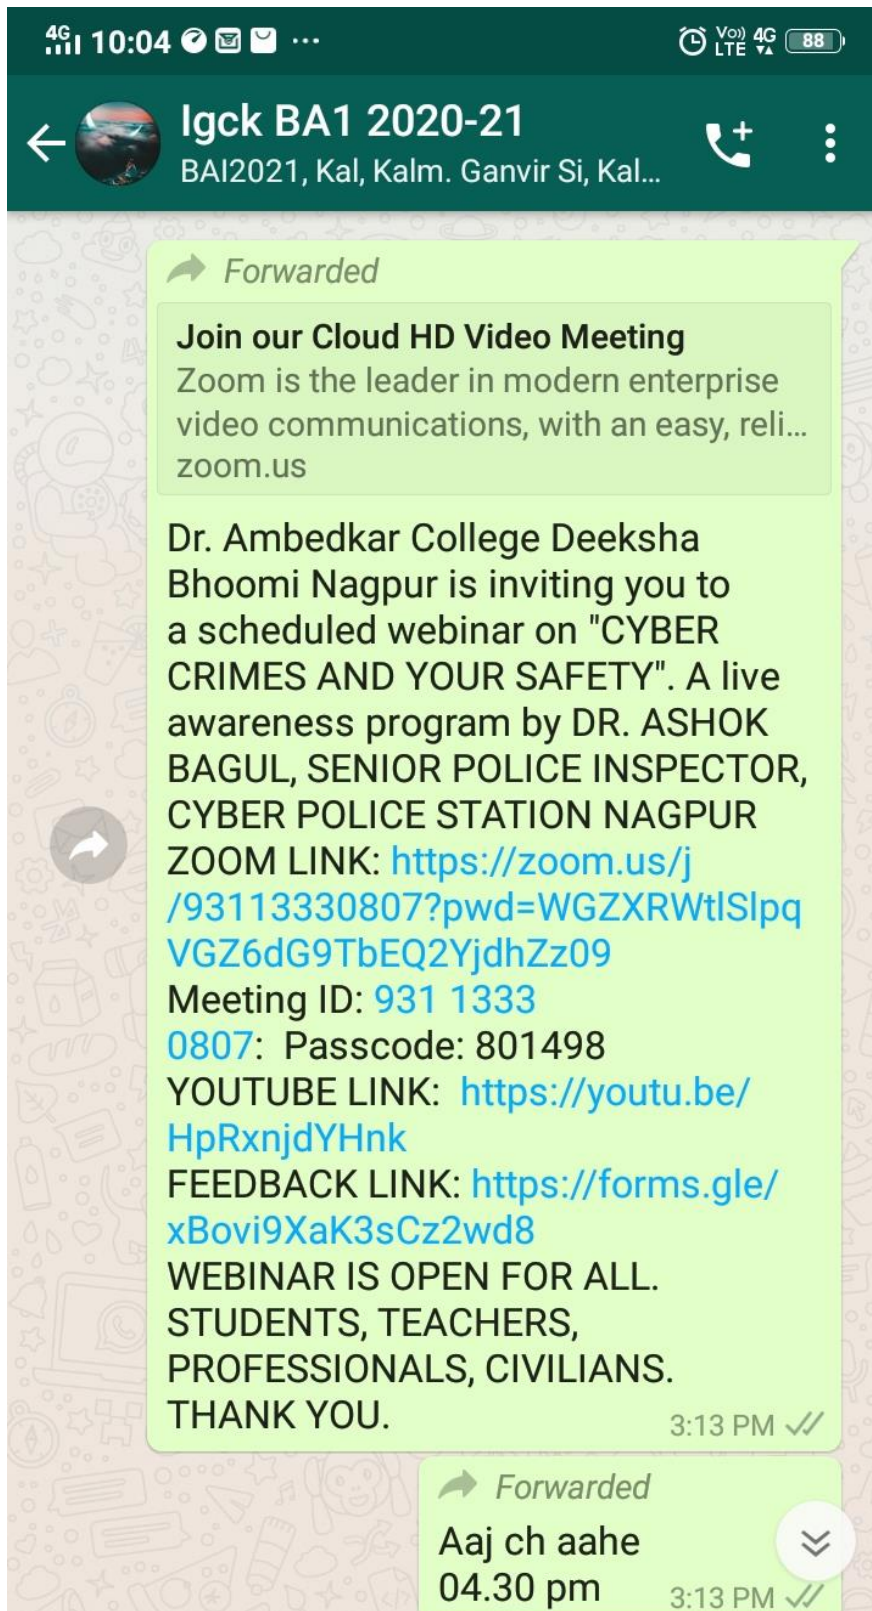 4G 10:04 ... Vo)) LTE 4G 88
Igck BA1 2020-21
BAI2021, Kal, Kalm. Ganvir Si, Kal...
Forwarded
Join our Cloud HD Video Meeting
Zoom is the leader in modern enterprise
video communications, with an easy, reli...
zoom.us
Dr. Ambedkar College Deeksha
Bhoomi Nagpur is inviting you to
a scheduled webinar on "CYBER
CRIMES AND YOUR SAFETY". A live
awareness program by DR. ASHOK
BAGUL, SENIOR POLICE INSPECTOR,
CYBER POLICE STATION NAGPUR
ZOOM LINK: https://zoom.us/j
/93113330807?pwd=WGZXRWtlSlpq
VGZ6dG9TbEQ2YjdhZz09
Meeting ID: 931 1333
0807:  Passcode: 801498
YOUTUBE LINK:  https://youtu.be/
HpRxnjdYHnk
FEEDBACK LINK: https://forms.gle/
xBovi9XaK3sCz2wd8
WEBINAR IS OPEN FOR ALL.
STUDENTS, TEACHERS,
PROFESSIONALS, CIVILIANS.
THANK YOU. 3:13 PM
Forwarded
Aaj ch aahe
04.30 pm 3:13 PM